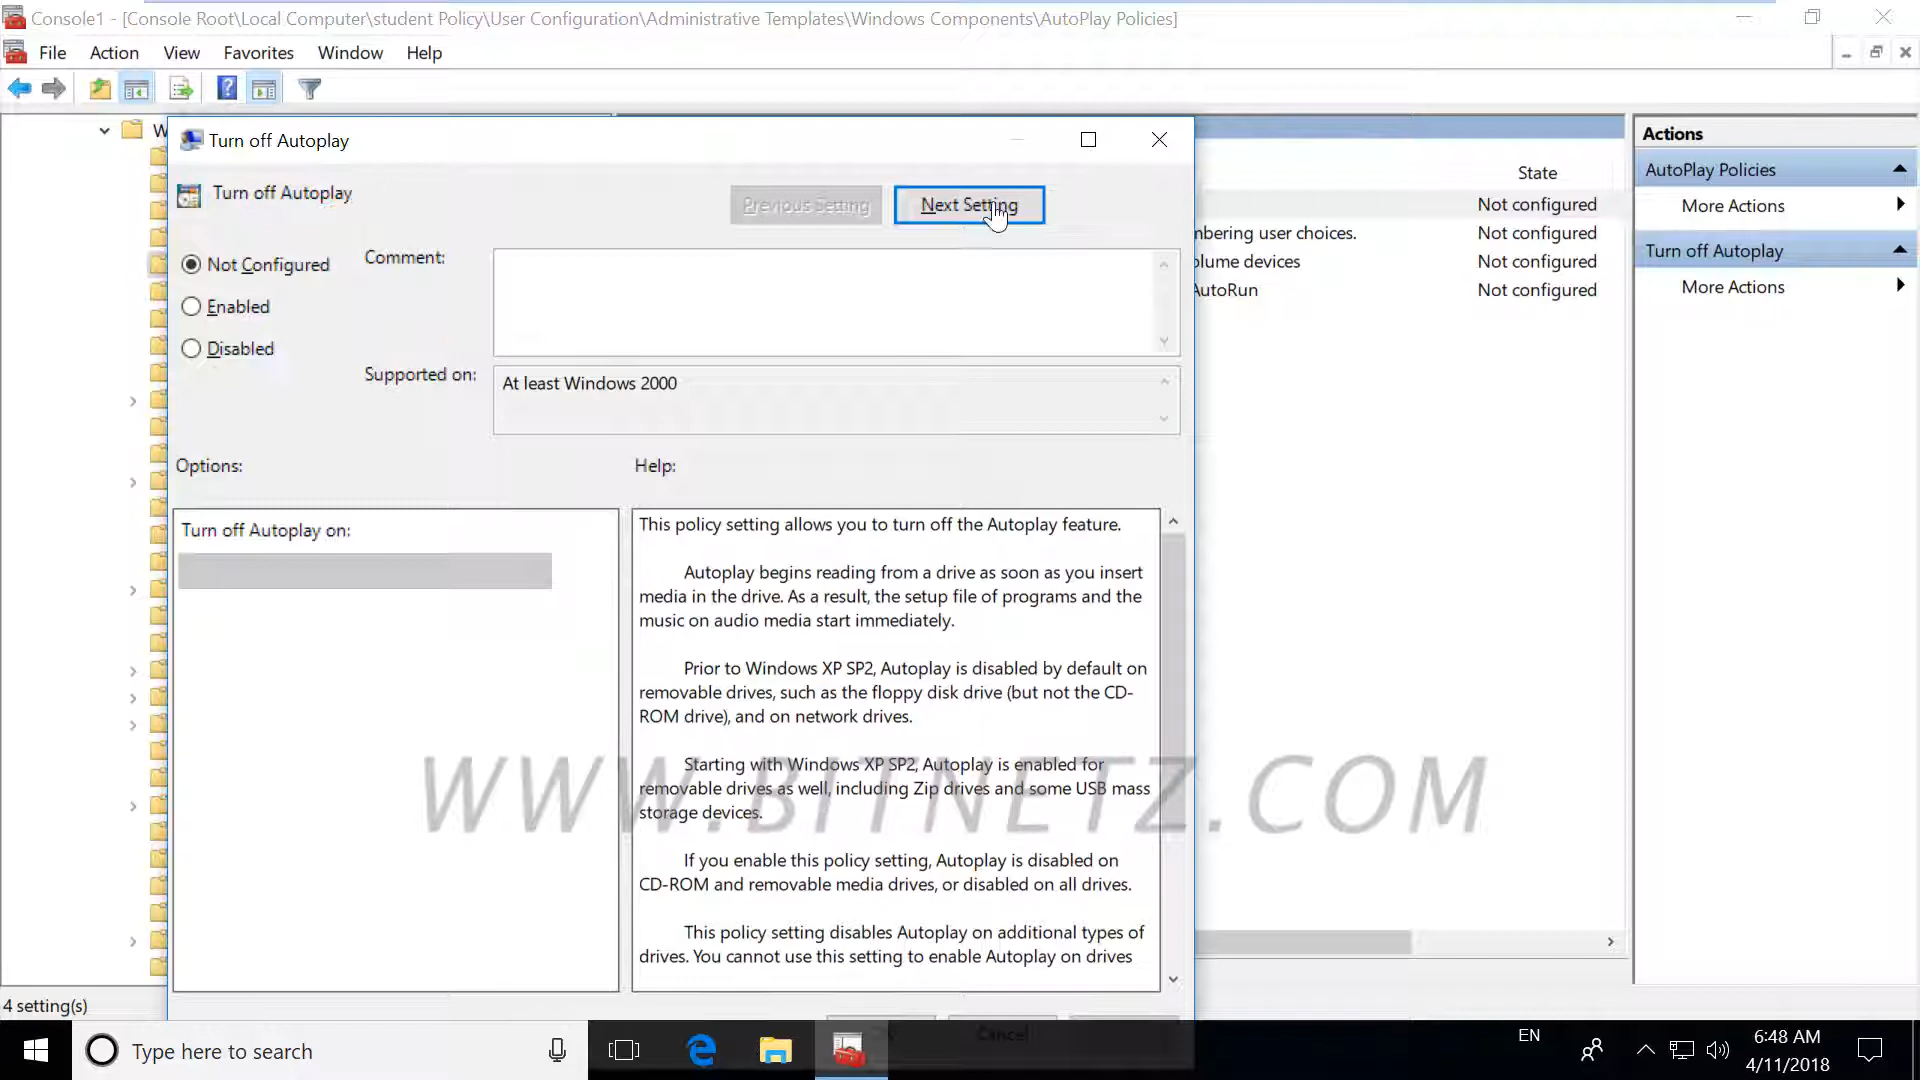 Console1 - [Console Root\Local Computer\student Policy\User Configuration\Administrative Templates\Windows Components\AutoPlay Policies]
File Action View Favorites Window Help
W
Turn off Autoplay
Turn off Autoplay
Previous Setting
Next Setting
Not Configured
Enabled
Disabled
Comment:
Supported on:
At least Windows 2000
Options:
Help:
Turn off Autoplay on:
This policy setting allows you to turn off the Autoplay feature.
Autoplay begins reading from a drive as soon as you insert
media in the drive. As a result, the setup file of programs and the
music on audio media start immediately.
Prior to Windows XP SP2, Autoplay is disabled by default on
removable drives, such as the floppy disk drive (but not the CD-
ROM drive), and on network drives.
Starting with Windows XP SP2, Autoplay is enabled for
removable drives as well, including Zip drives and some USB mass
storage devices.
If you enable this policy setting, Autoplay is disabled on
CD-ROM and removable media drives, or disabled on all drives.
This policy setting disables Autoplay on additional types of
drives. You cannot use this setting to enable Autoplay on drives
Cancel
State
Not configured
mbering user choices. Not configured
olume devices Not configured
AutoRun Not configured
Actions
AutoPlay Policies
More Actions
Turn off Autoplay
More Actions
WWW.BITNETZ.COM
4 setting(s)
Type here to search
EN
6:48 AM
4/11/2018